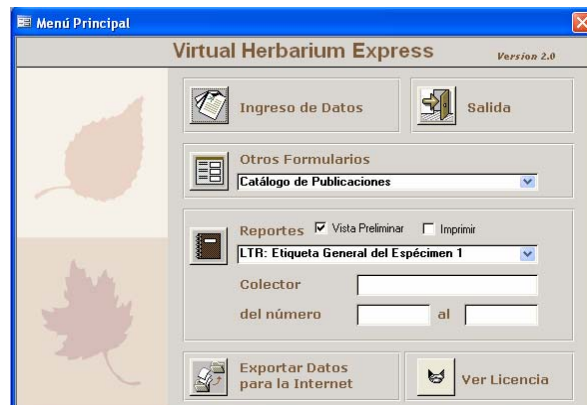 Menú Principal
Virtual Herbarium Express
Version 2.0
Ingreso de Datos
Salida
Otros Formularios
Catálogo de Publicaciones
Reportes Vista Preliminar Imprimir
LTR: Etiqueta General del Espécimen 1
Colector
del número al
Exportar Datos
para la Internet
Ver Licencia